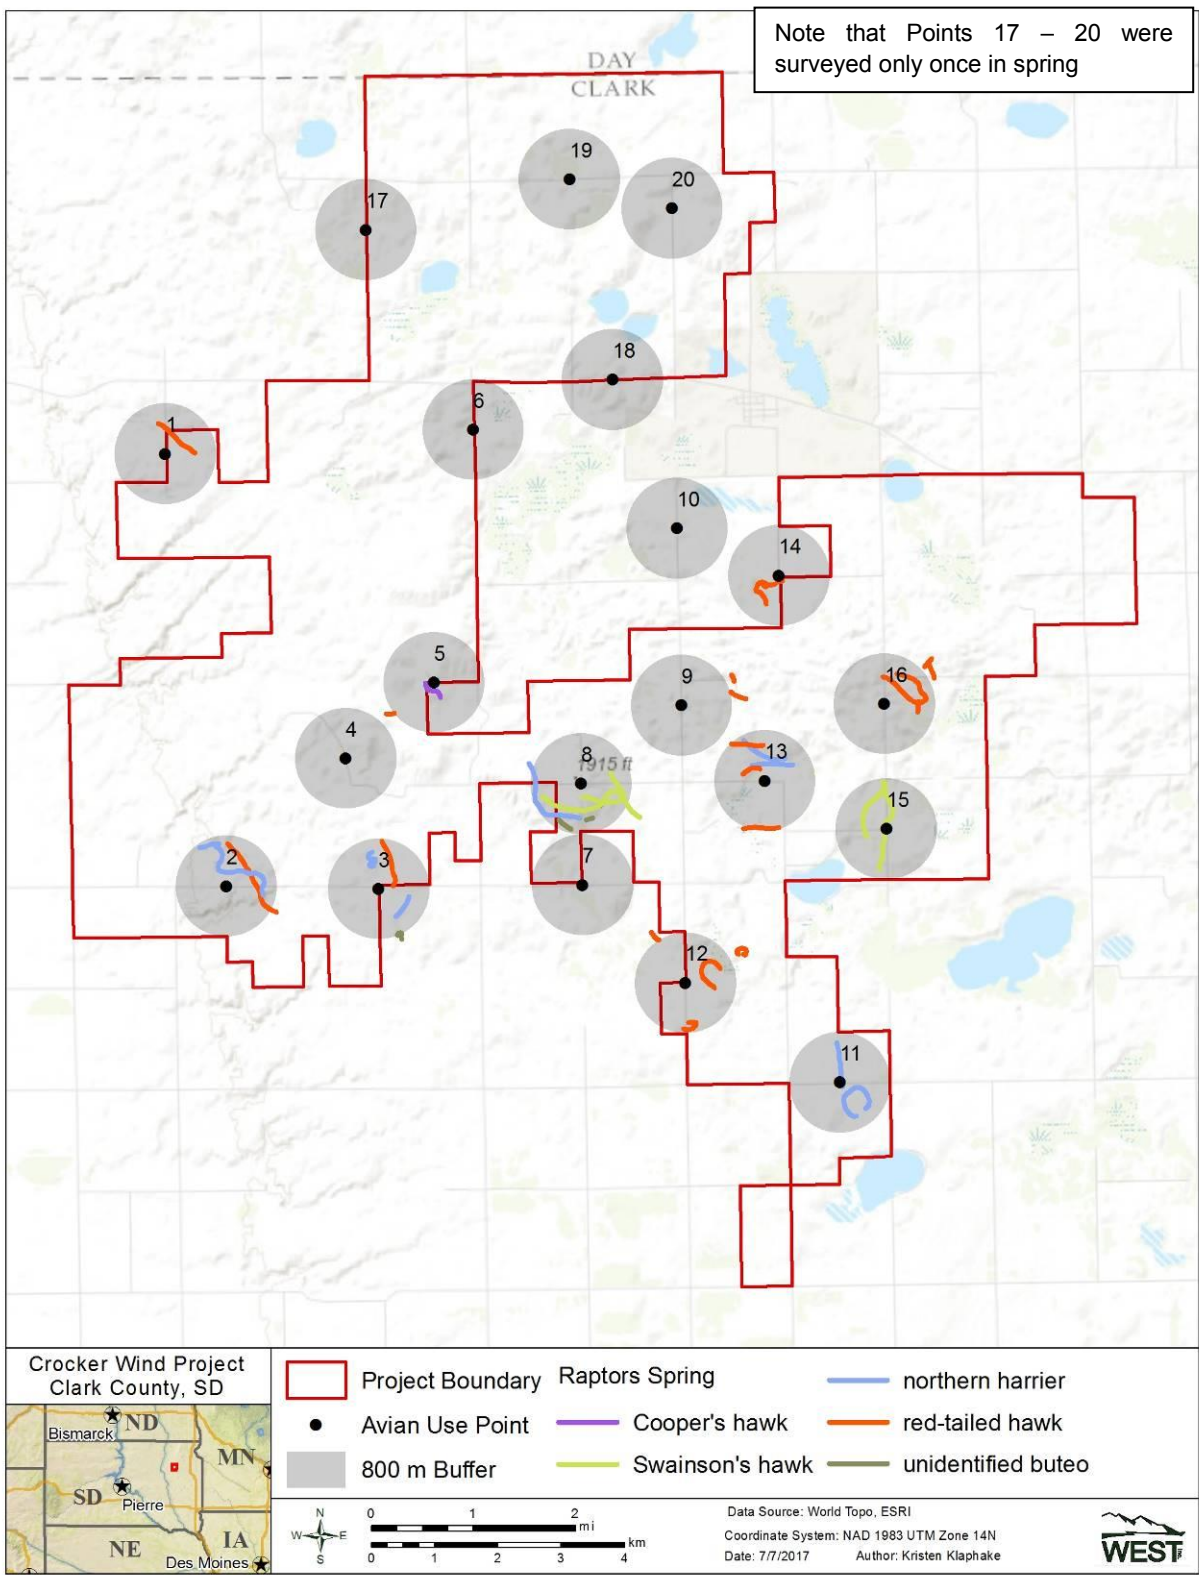 Note that Points 17 – 20 were
surveyed only once in spring
DAY
CLARK
19
20
17
18
6
1
10
14
5
16
9
4
8
1915 ft
13
15
2
3
7
12
11
Crocker Wind Project
Clark County, SD
Bismarck
ND
MN
SD
Pierre
NE
IA
Des Moines
Project Boundary
Avian Use Point
800 m Buffer
Raptors Spring
Cooper's hawk
Swainson's hawk
northern harrier
red-tailed hawk
unidentified buteo
N
W
E
S
0 1 2
mi
0 1 2 3 4
km
Data Source: World Topo, ESRI
Coordinate System: NAD 1983 UTM Zone 14N
Date: 7/7/2017 Author: Kristen Klaphake
WEST